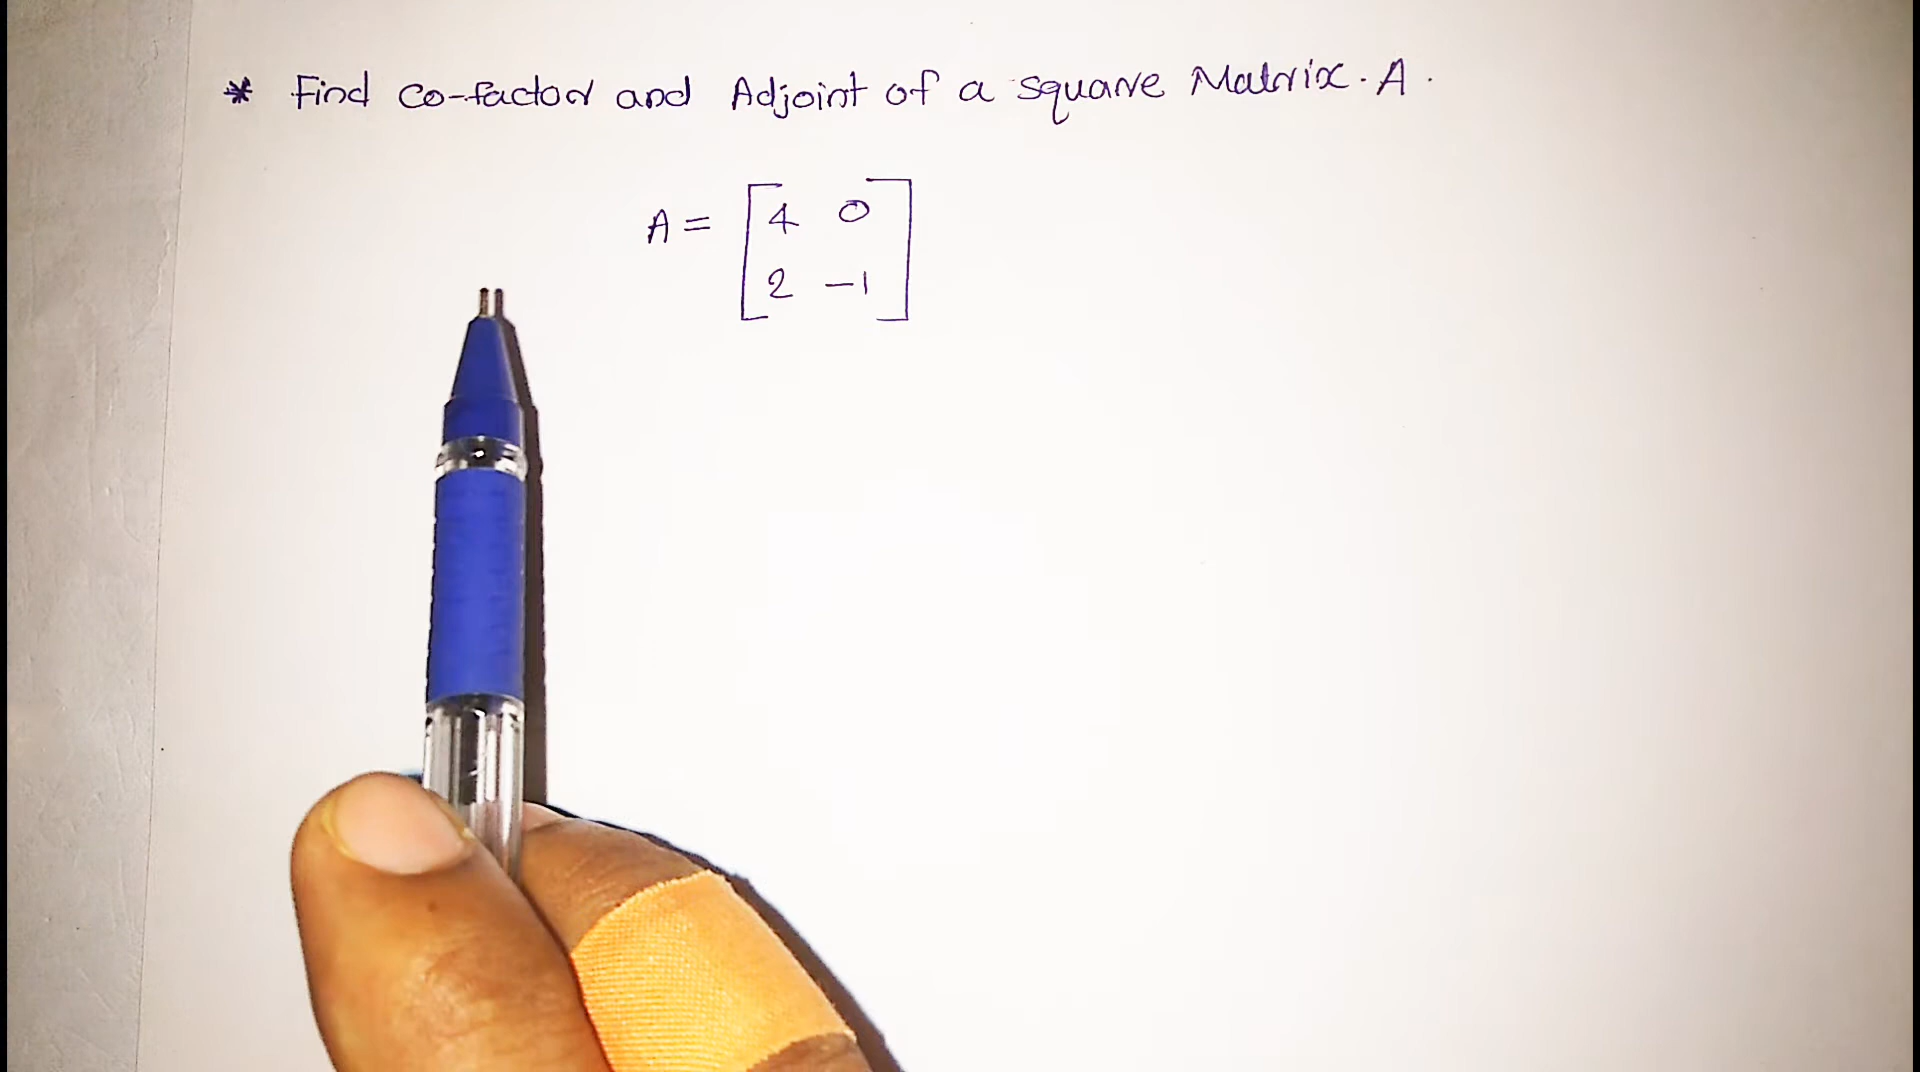 * Find co-factor and Adjoint of a square Matrix. A.
A = [4 0
2 -1]